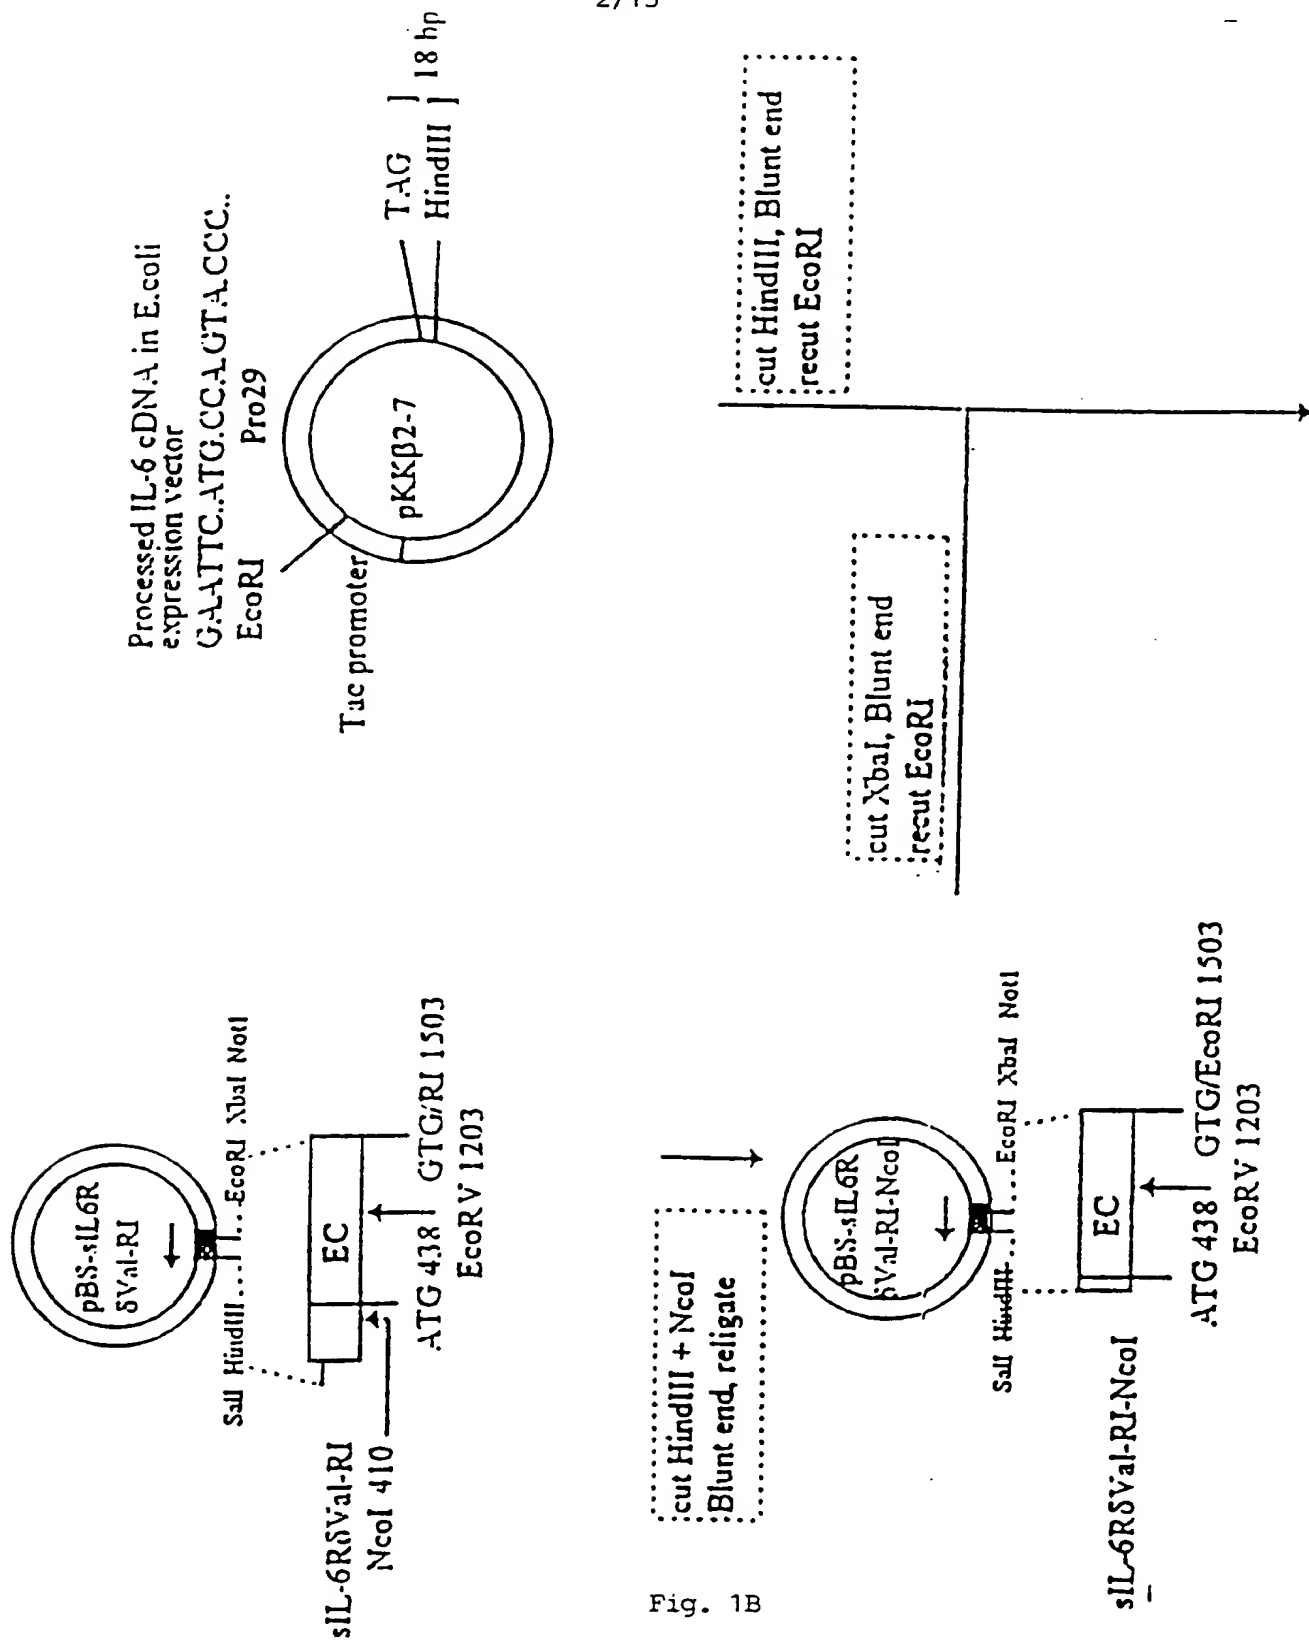 2/13
Processed IL-6 cDNA in E.coli
expression vector
GAATTC.ATG.CCA.GTA.CCC..
EcoRI Pro29
Tac promoter
pKKβ2-7
TAG ] 18 bp
HindIII ]
cut HindIII, Blunt end
recut EcoRI
cut XbaI, Blunt end
recut EcoRI
pBS-sIL6R
δVal-RI
SalI HindIII....EcoRI XbaI NotI
sIL-6RδVal-RI
NcoI 410
EC
ATG 438 GTG/RI 1503
EcoRV 1203
cut HindIII + NcoI
Blunt end, religate
pBS-sIL6R
δVal-RI-NcoI
SalI HindIII....EcoRI XbaI NotI
sIL-6RδVal-RI-NcoI
EC
ATG 438 GTG/EcoRI 1503
EcoRV 1203
Fig. 1B